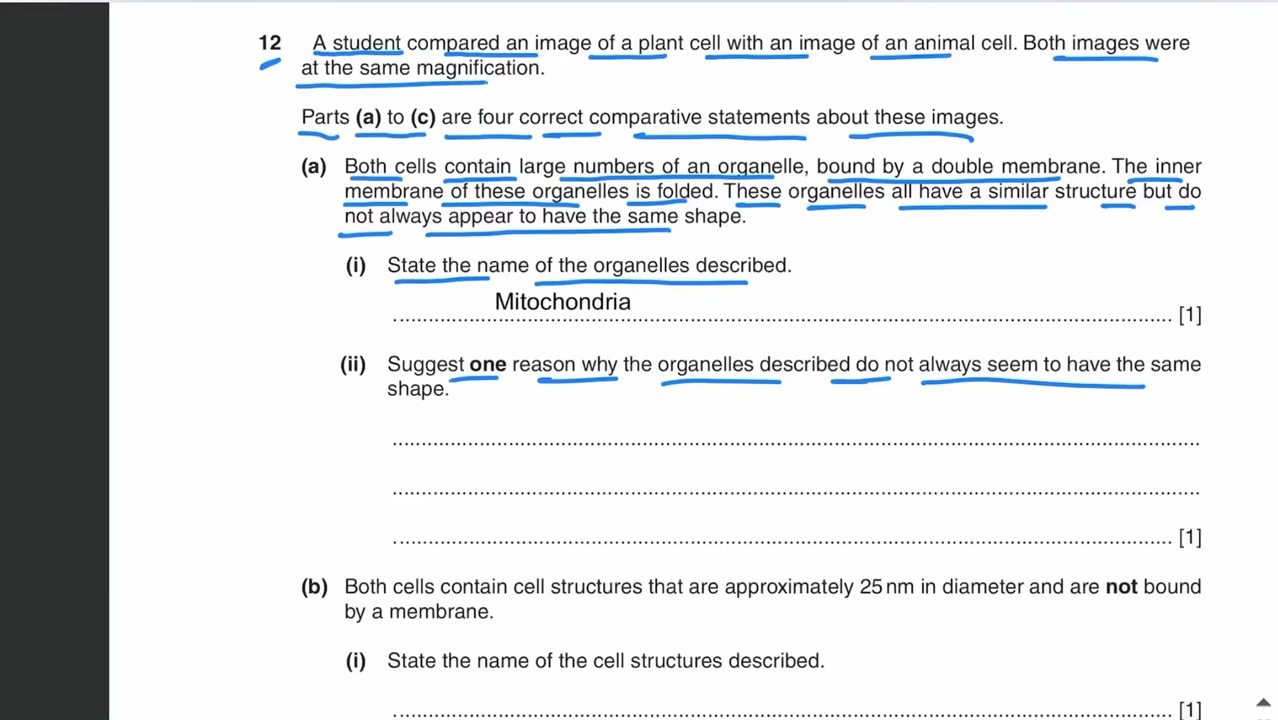 12 A student compared an image of a plant cell with an image of an animal cell. Both images were
at the same magnification.
Parts (a) to (c) are four correct comparative statements about these images.
(a) Both cells contain large numbers of an organelle, bound by a double membrane. The inner
membrane of these organelles is folded. These organelles all have a similar structure but do
not always appear to have the same shape.
(i) State the name of the organelles described.
Mitochondria
.......................................................................................................................................... [1]
(ii) Suggest one reason why the organelles described do not always seem to have the same
shape.
..........................................................................................................................................
..........................................................................................................................................
.......................................................................................................................................... [1]
(b) Both cells contain cell structures that are approximately 25 nm in diameter and are not bound
by a membrane.
(i) State the name of the cell structures described.
.......................................................................................................................................... [1]